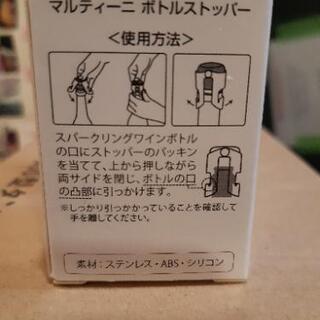 マルティーニ ボトルストッパー
＜使用方法＞
スパークリングワインボトル
の口にストッパーのパッキン
を当てて、上から押しながら
両サイドを閉じ、ボトルの口
の凸部に引っかけます。
※しっかり引っかかっていることを確認して
手を離してください。
素材：ステンレス・ABS・シリコン